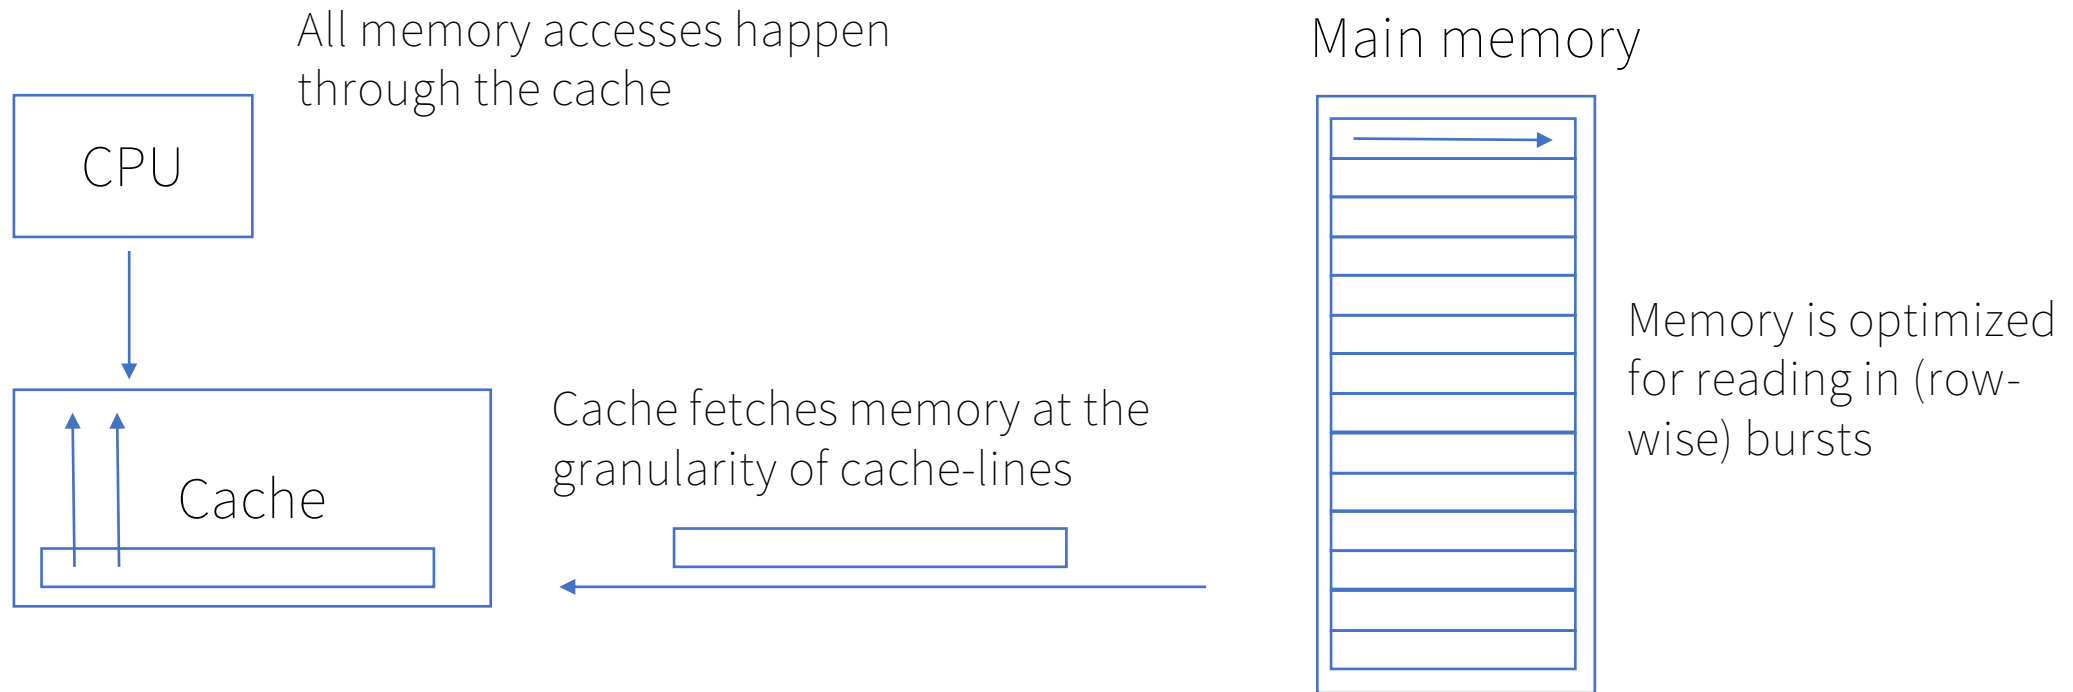 All memory accesses happen
through the cache
Main memory
CPU
Memory is optimized
for reading in (row-
wise) bursts
Cache fetches memory at the
granularity of cache-lines
Cache